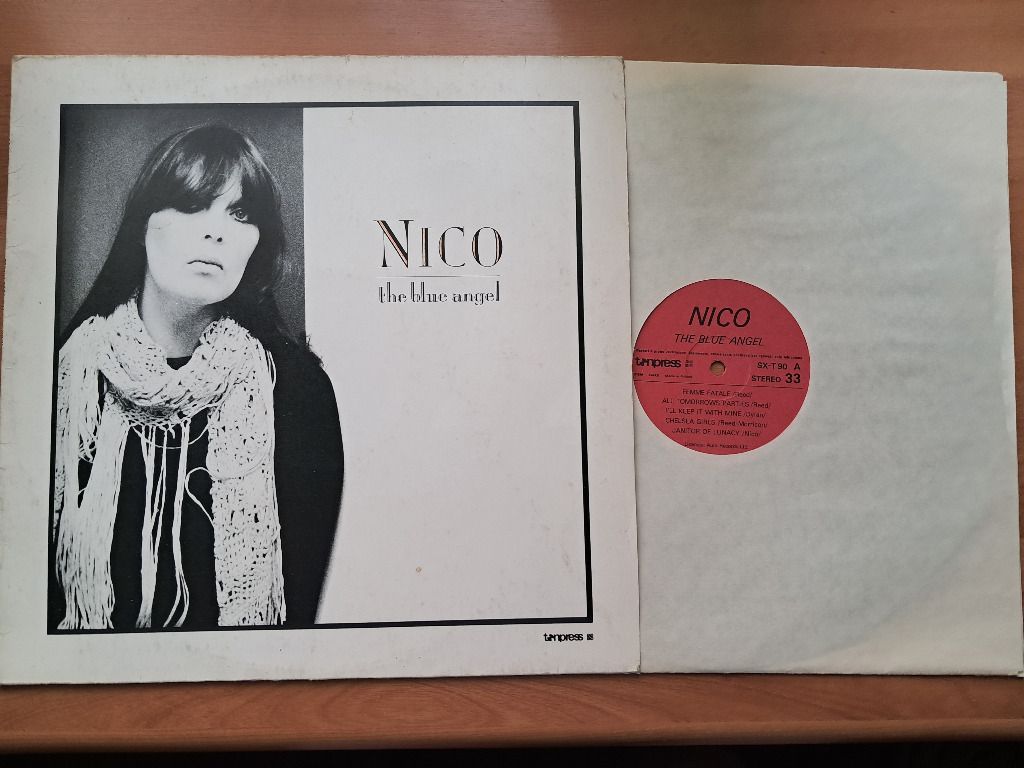 NICO
the blue angel
tonpress
NICO
THE BLUE ANGEL
tonpress
SX-T 90 A
STEREO 33
FEMME FATALE /Reed/
ALL TOMORROWS PARTIES /Reed/
I'LL KEEP IT WITH MINE /Dylan/
CHELSEA GIRLS /Reed-Morrison/
JANITOR OF LUNACY /Nico/